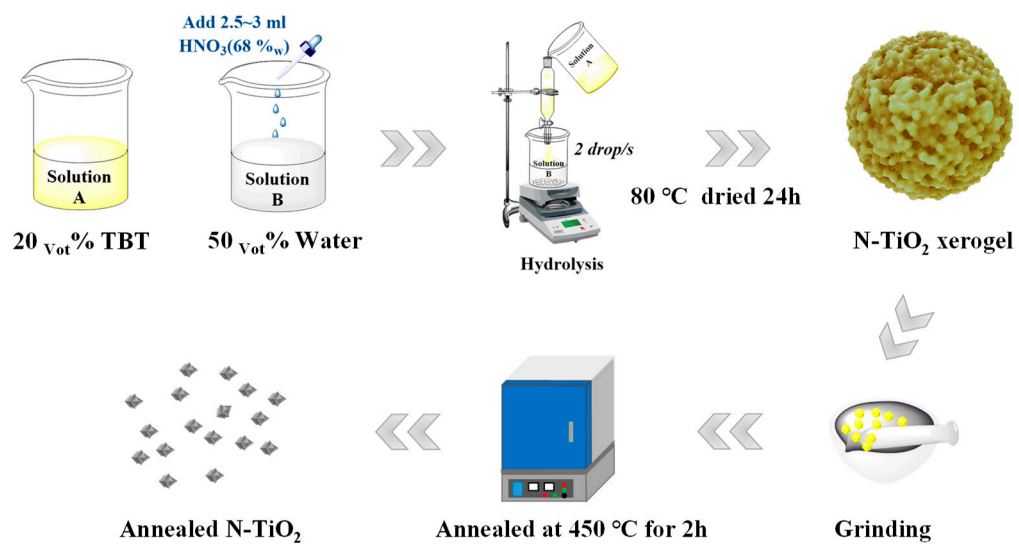 Add 2.5~3 ml
HNO₃(68 %w)
Solution
A
Solution
B
20 Vot% TBT
50 Vot% Water
Solution
A
Solution
B
2 drop/s
Hydrolysis
80 °C dried 24h
N-TiO₂ xerogel
Annealed N-TiO₂
Annealed at 450 °C for 2h
Grinding